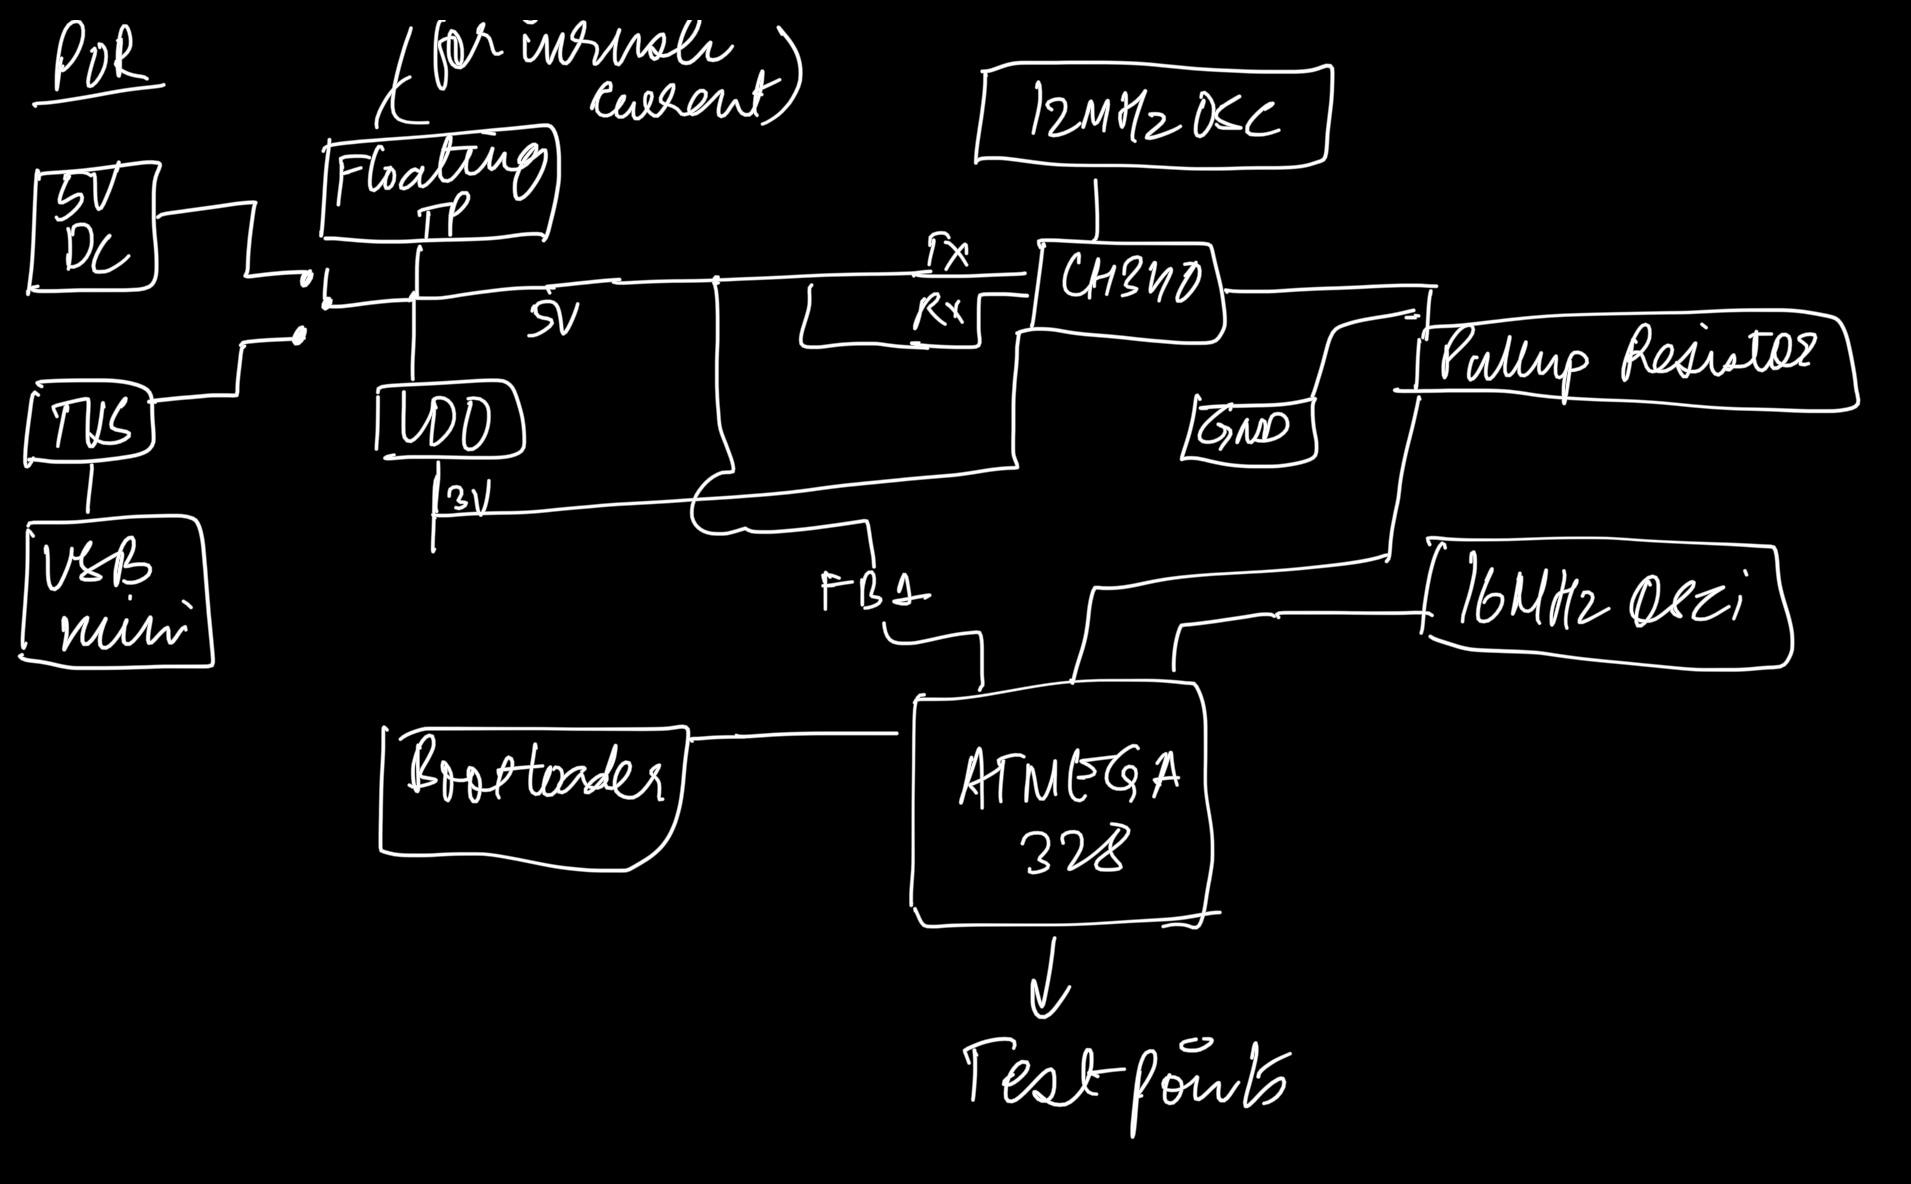 POR
(for inrush
current)
12MHz OSC
5V
DC
Floating
TP
Tx
CH340
Rx
5V
Pullup Resistor
TVS
LDO
GND
3V
USB
mini
FB1
16MHz Osci
Bootloader
ATMEGA
328
Test points